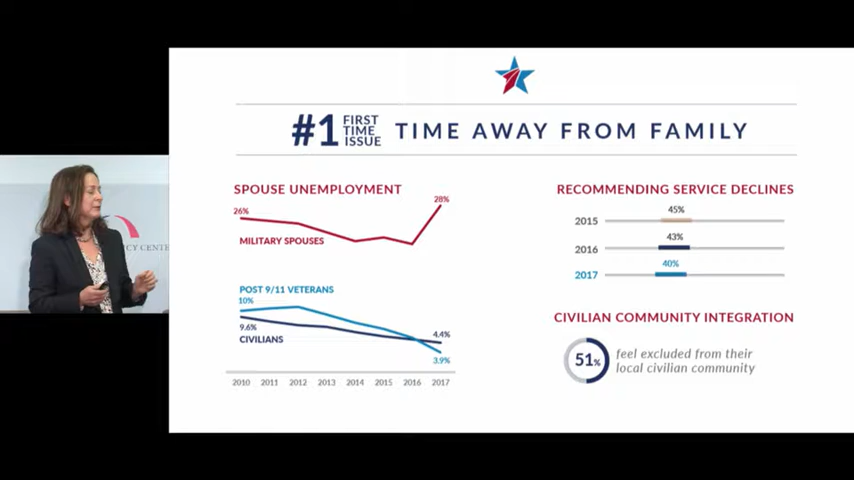 #1 FIRST
TIME
ISSUE
TIME AWAY FROM FAMILY
SPOUSE UNEMPLOYMENT
26%
28%
MILITARY SPOUSES
POST 9/11 VETERANS
10%
9.6%
CIVILIANS
4.4%
3.9%
2010 2011 2012 2013 2014 2015 2016 2017
RECOMMENDING SERVICE DECLINES
45%
2015
43%
2016
40%
2017
CIVILIAN COMMUNITY INTEGRATION
51%
feel excluded from their
local civilian community